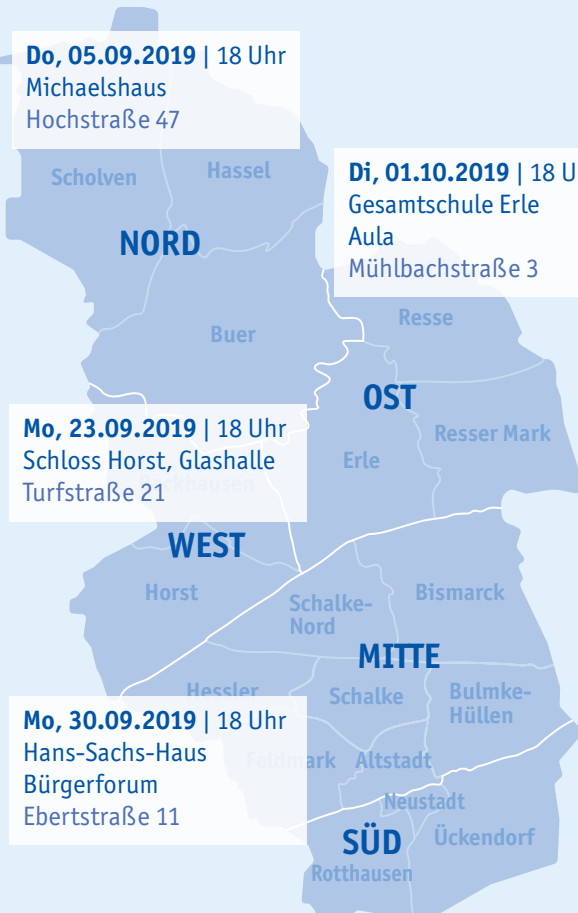 Do, 05.09.2019 | 18 Uhr
Michaelshaus
Hochstraße 47
Scholven
Hassel
NORD
Buer
Di, 01.10.2019 | 18 U
Gesamtschule Erle
Aula
Mühlbachstraße 3
Resse
OST
Resser Mark
Erle
Mo, 23.09.2019 | 18 Uhr
Schloss Horst, Glashalle
Turfstraße 21
WEST
Horst
Schalke-
Nord
Bismarck
MITTE
Hessler
Schalke
Bulmke-
Hüllen
Mo, 30.09.2019 | 18 Uhr
Hans-Sachs-Haus
Bürgerforum
Ebertstraße 11
Feldmark
Altstadt
Neustadt
SÜD
Ückendorf
Rotthausen